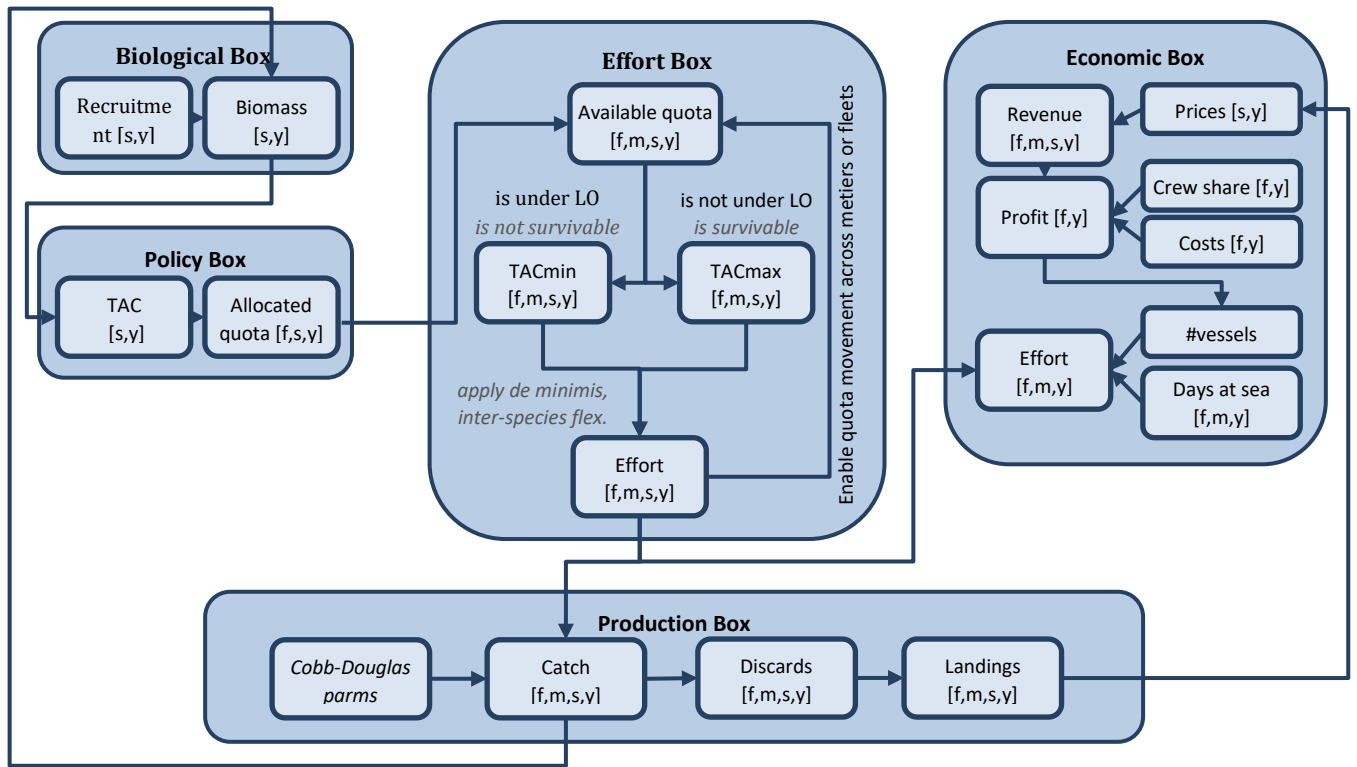 Biological Box
Recruitme
nt [s,y]
Biomass
[s,y]
Policy Box
TAC
[s,y]
Allocated
quota [f,s,y]
Effort Box
Available quota
[f,m,s,y]
is under LO
is not survivable
is not under LO
is survivable
TACmin
[f,m,s,y]
TACmax
[f,m,s,y]
apply de minimis,
inter-species flex.
Effort
[f,m,s,y]
Enable quota movement across metiers or fleets
Economic Box
Revenue
[f,m,s,y]
Prices [s,y]
Profit [f,y]
Crew share [f,y]
Costs [f,y]
#vessels
Effort
[f,m,y]
Days at sea
[f,m,y]
Production Box
Cobb-Douglas
parms
Catch
[f,m,s,y]
Discards
[f,m,s,y]
Landings
[f,m,s,y]